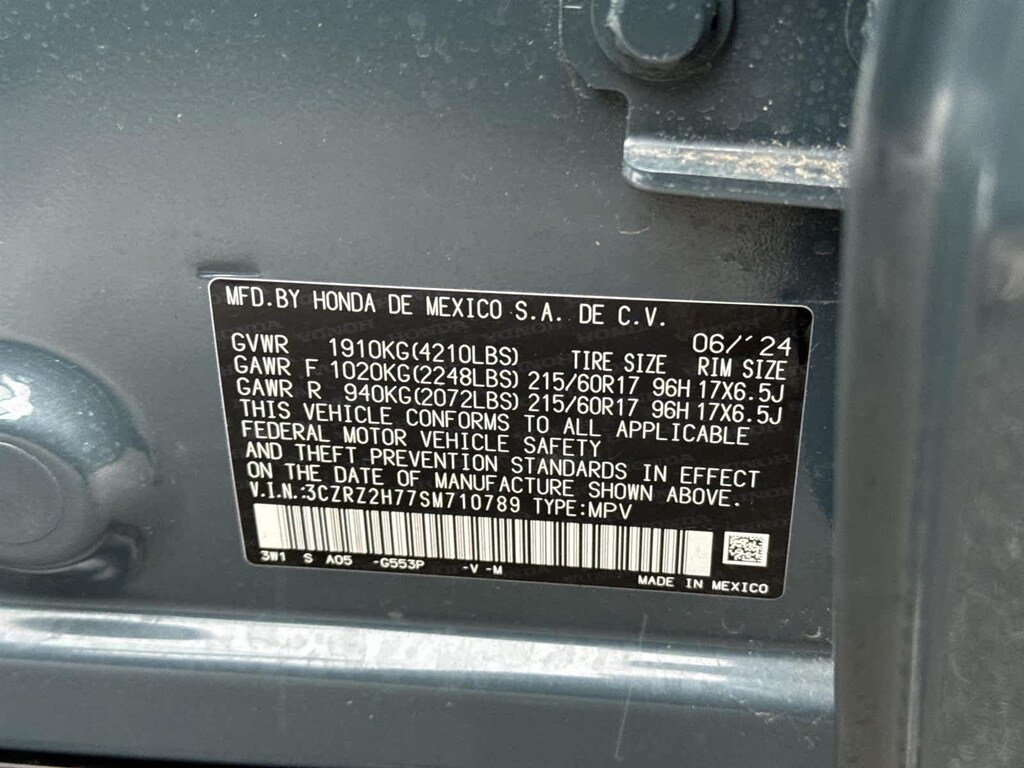 MFD.BY HONDA DE MEXICO S.A. DE C.V.
06/'24
GVWR 1910KG(4210LBS) TIRE SIZE RIM SIZE
GAWR F 1020KG(2248LBS) 215/60R17 96H 17X6.5J
GAWR R 940KG(2072LBS) 215/60R17 96H 17X6.5J
THIS VEHICLE CONFORMS TO ALL APPLICABLE
FEDERAL MOTOR VEHICLE SAFETY
AND THEFT PREVENTION STANDARDS IN EFFECT
ON THE DATE OF MANUFACTURE SHOWN ABOVE.
V.I.N.:3CZRZ2H77SM710789 TYPE:MPV
3W1 S A05 -G553P -V -M
MADE IN MEXICO